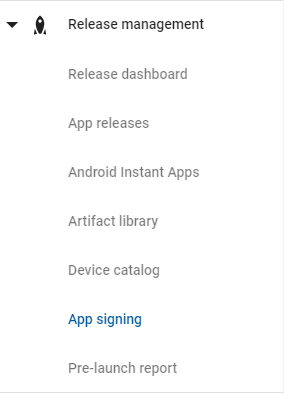 Release management
Release dashboard
App releases
Android Instant Apps
Artifact library
Device catalog
App signing
Pre-launch report